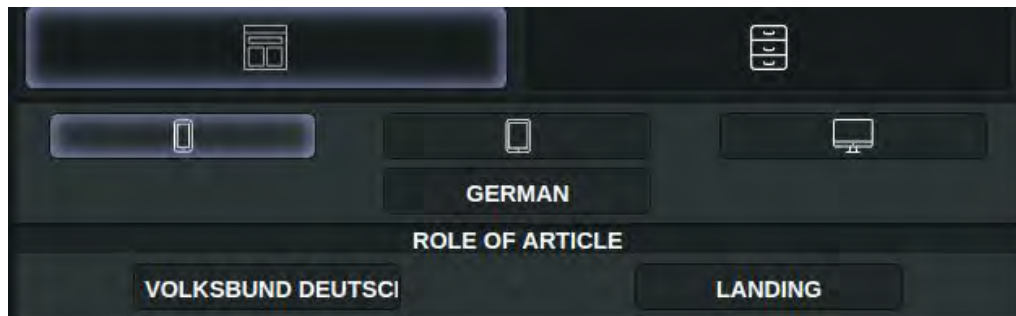 GERMAN
ROLE OF ARTICLE
VOLKSBUND DEUTSC
LANDING